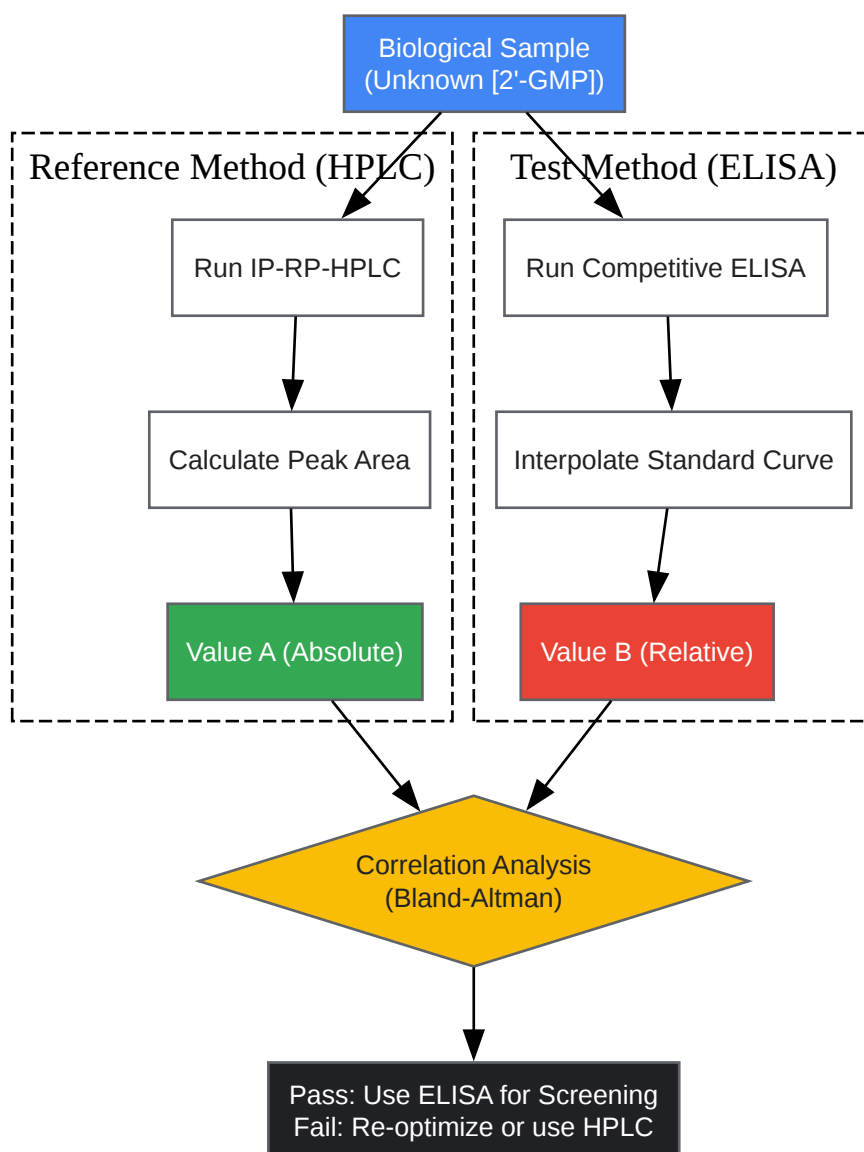 Biological Sample
(Unknown [2'-GMP])
Reference Method (HPLC)
Test Method (ELISA)
Run IP-RP-HPLC
Run Competitive ELISA
Calculate Peak Area
Interpolate Standard Curve
Value A (Absolute)
Value B (Relative)
Correlation Analysis
(Bland-Altman)
Pass: Use ELISA for Screening
Fail: Re-optimize or use HPLC